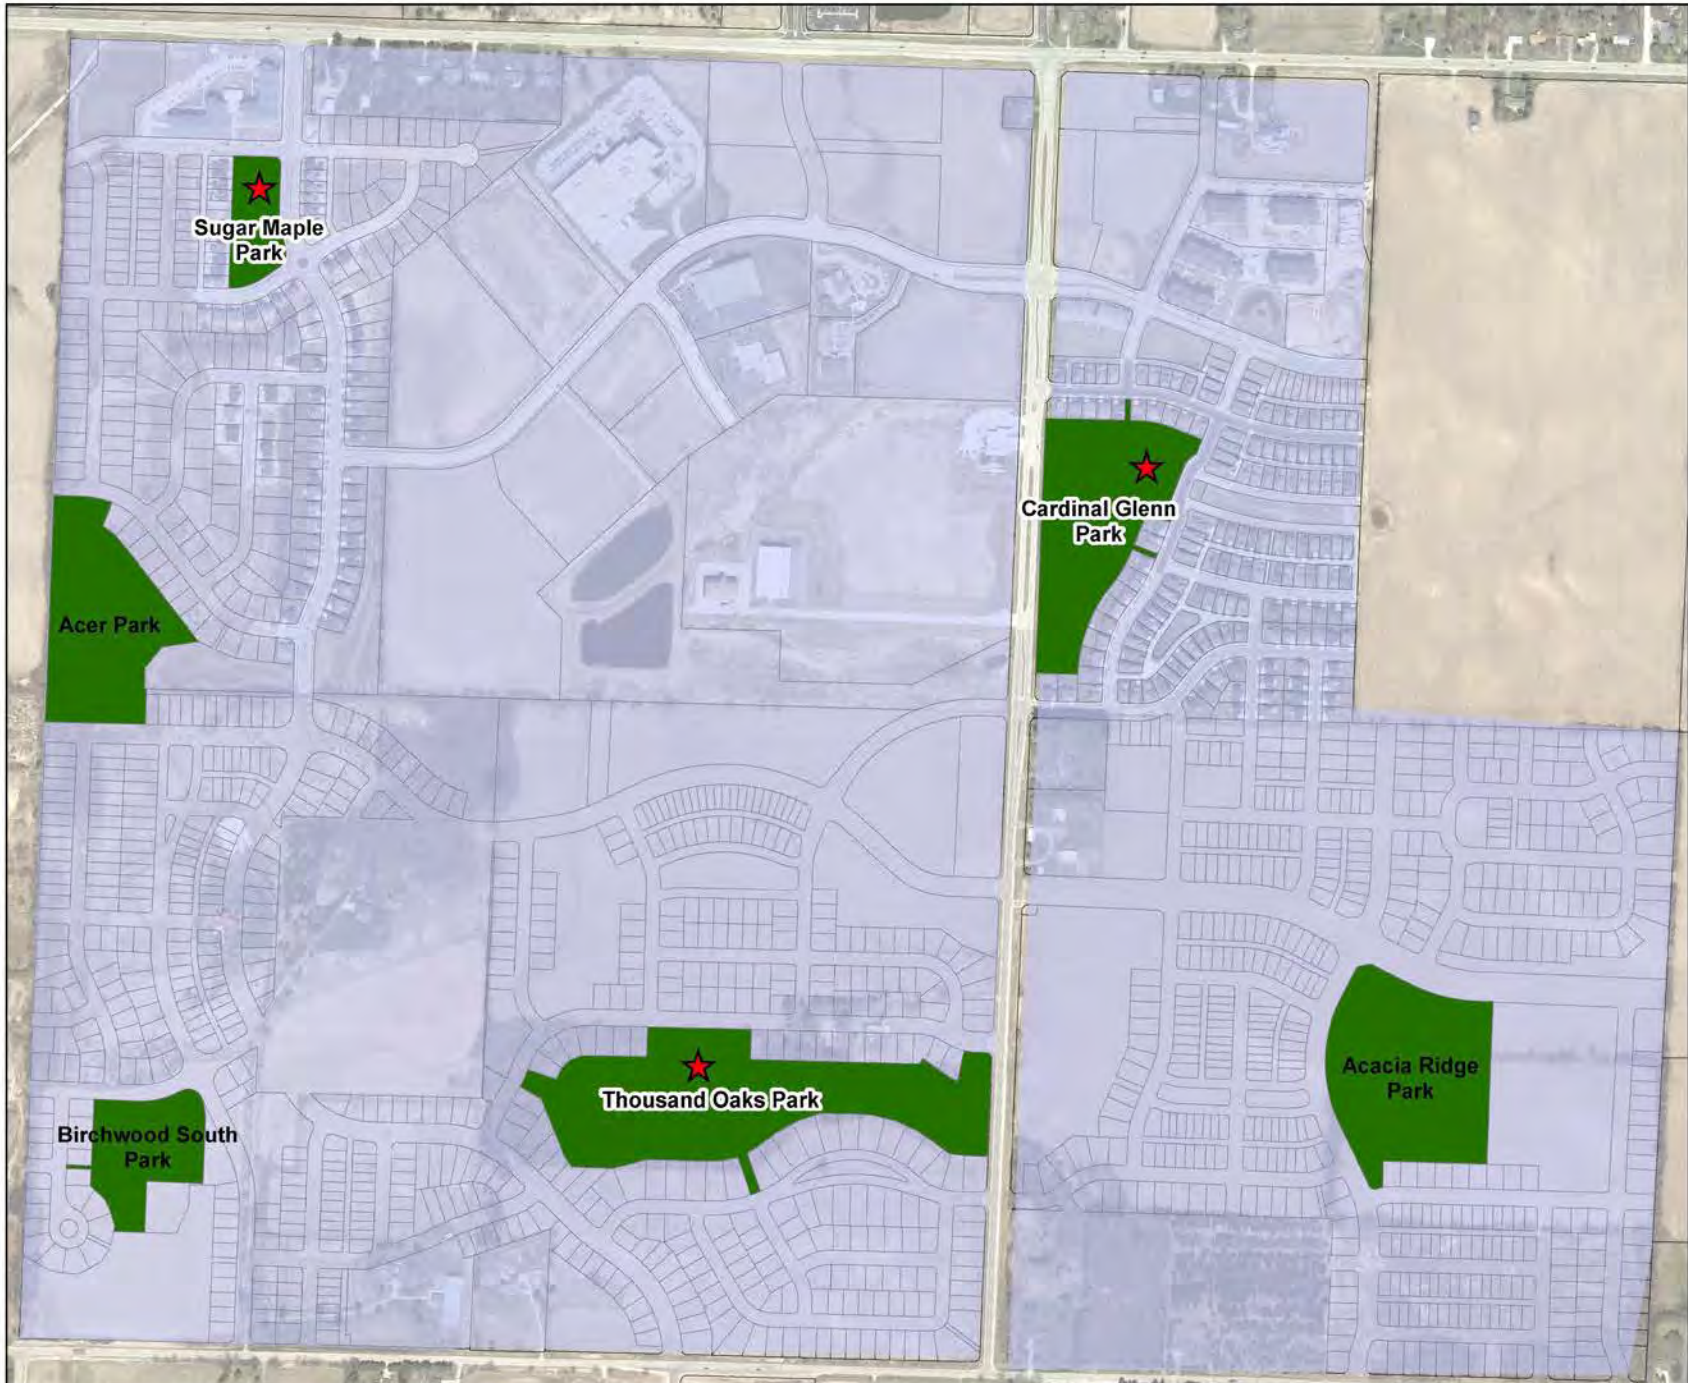 Sugar Maple
Park
Cardinal Glenn
Park
Acer Park
Acacia Ridge
Park
Thousand Oaks Park
Birchwood South
Park